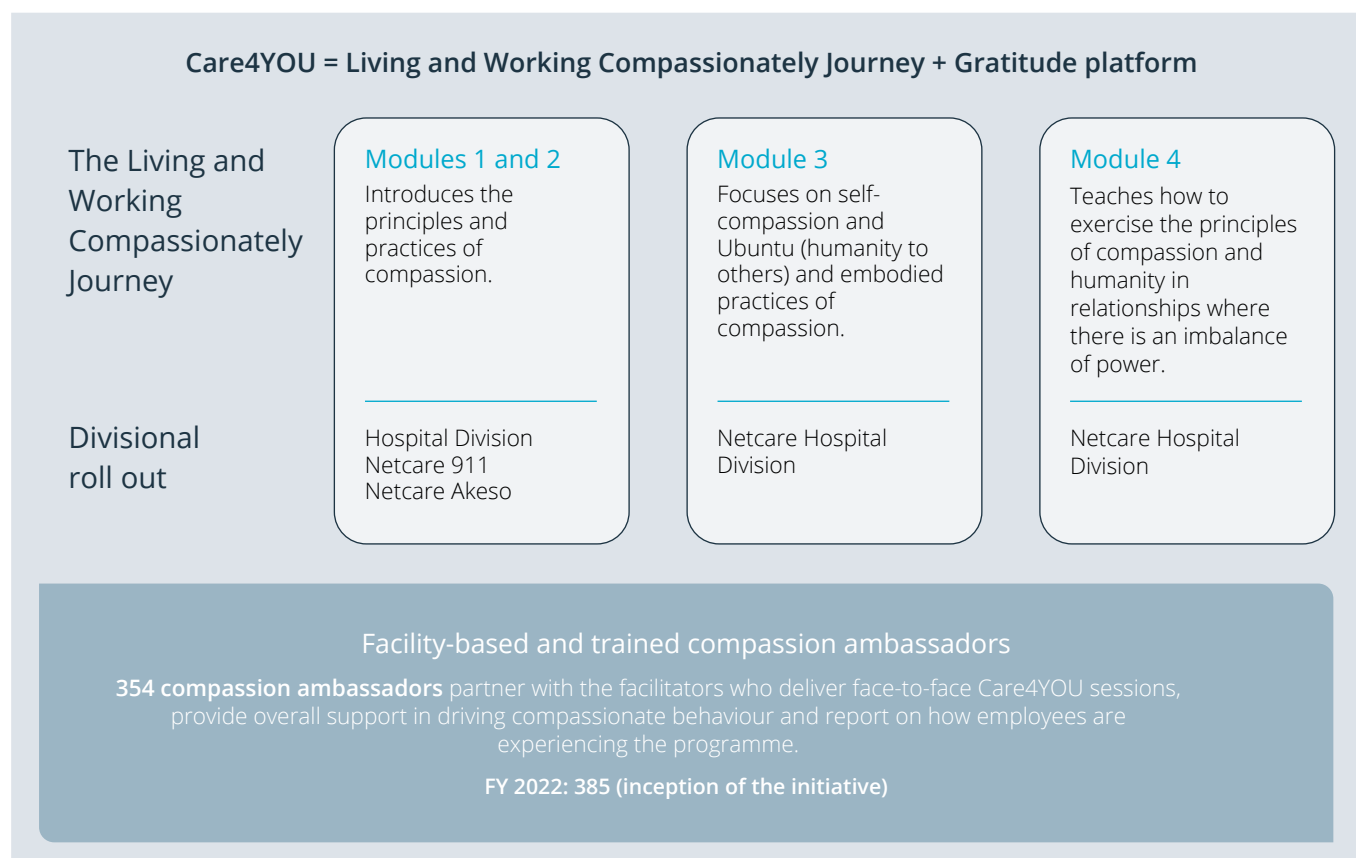 Care4YOU = Living and Working Compassionately Journey + Gratitude platform
The Living and
Working
Compassionately
Journey
Modules 1 and 2
Introduces the
principles and
practices of
compassion.
Module 3
Focuses on self-
compassion and
Ubuntu (humanity to
others) and embodied
practices of
compassion.
Module 4
Teaches how to
exercise the principles
of compassion and
humanity in
relationships where
there is an imbalance
of power.
Divisional
roll out
Hospital Division
Netcare 911
Netcare Akeso
Netcare Hospital
Division
Netcare Hospital
Division
Facility-based and trained compassion ambassadors
354 compassion ambassadors partner with the facilitators who deliver face-to-face Care4YOU sessions,
provide overall support in driving compassionate behaviour and report on how employees are
experiencing the programme.
FY 2022: 385 (inception of the initiative)